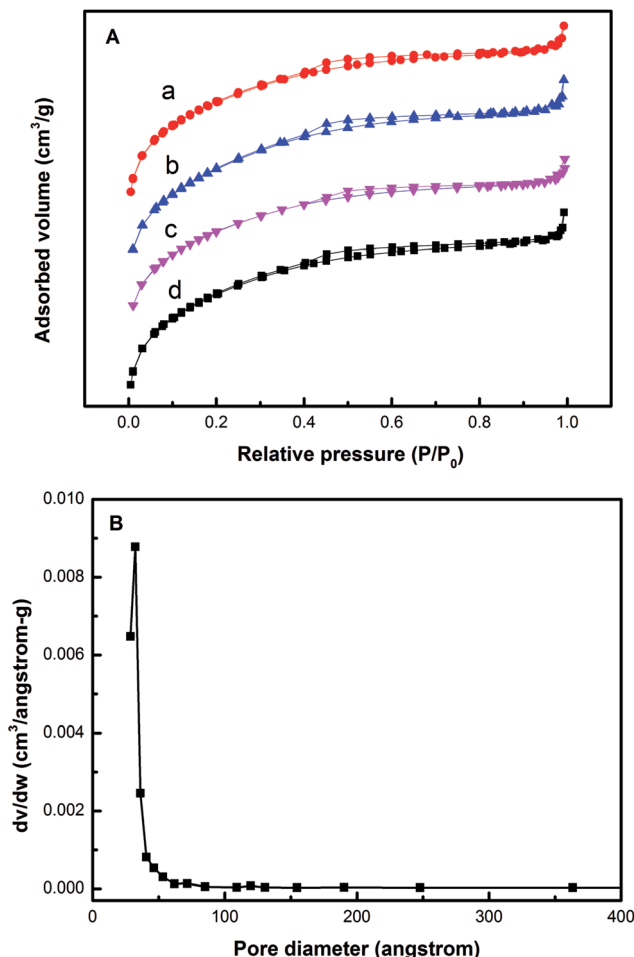 A
a
b
c
d
Adsorbed volume (cm³/g)
0.0 0.2 0.4 0.6 0.8 1.0
Relative pressure (P/P₀)
B
0.010
0.008
0.006
0.004
0.002
0.000
dv/dw (cm³/angstrom-g)
0 100 200 300 400
Pore diameter (angstrom)